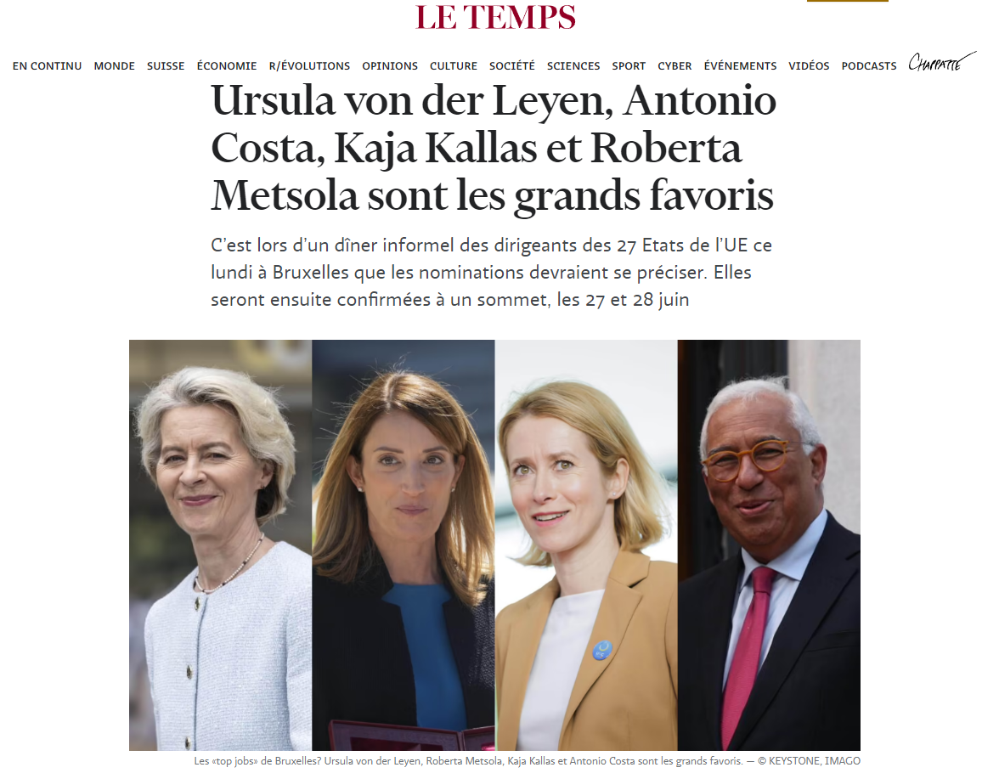 LE TEMPS
EN CONTINU MONDE SUISSE ÉCONOMIE R/ÉVOLUTIONS OPINIONS CULTURE SOCIÉTÉ SCIENCES SPORT CYBER ÉVÉNEMENTS VIDÉOS PODCASTS CHAPPATTE
Ursula von der Leyen, Antonio
Costa, Kaja Kallas et Roberta
Metsola sont les grands favoris
C’est lors d’un dîner informel des dirigeants des 27 Etats de l’UE ce
lundi à Bruxelles que les nominations devraient se préciser. Elles
seront ensuite confirmées à un sommet, les 27 et 28 juin
Les «top jobs» de Bruxelles? Ursula von der Leyen, Roberta Metsola, Kaja Kallas et Antonio Costa sont les grands favoris. — © KEYSTONE, IMAGO